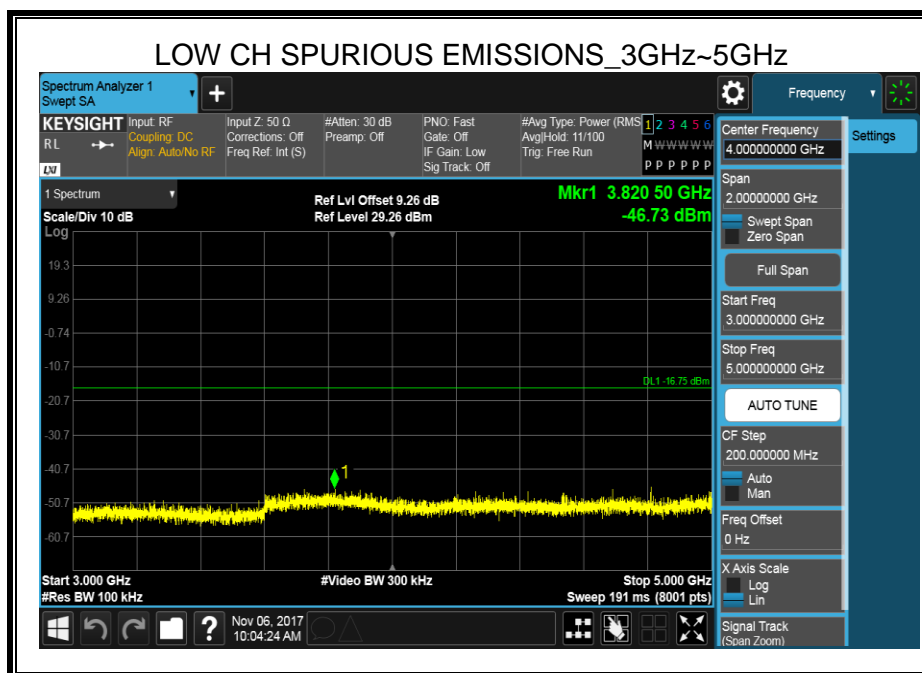 LOW CH SPURIOUS EMISSIONS_3GHz~5GHz
Spectrum Analyzer 1
Swept SA
+
Frequency
KEYSIGHT
RL
LXI
Input: RF
Coupling: DC
Align: Auto/No RF
Input Z: 50 Ω
Corrections: Off
Freq Ref: Int (S)
#Atten: 30 dB
Preamp: Off
PNO: Fast
Gate: Off
IF Gain: Low
Sig Track: Off
#Avg Type: Power (RMS
Avg|Hold: 11/100
Trig: Free Run
1 2 3 4 5 6
M W W W W W
P P P P P P
Center Frequency
4.000000000 GHz
Settings
Span
2.00000000 GHz
Swept Span
Zero Span
Full Span
Start Freq
3.000000000 GHz
Stop Freq
5.000000000 GHz
AUTO TUNE
CF Step
200.000000 MHz
Auto
Man
Freq Offset
0 Hz
X Axis Scale
Log
Lin
Signal Track
(Span Zoom)
1 Spectrum
Scale/Div 10 dB
Log
Ref Lvl Offset 9.26 dB
Ref Level 29.26 dBm
Mkr1 3.820 50 GHz
-46.73 dBm
19.3
9.26
-0.74
-10.7
DL1 -16.75 dBm
-20.7
-30.7
-40.7
1
-50.7
-60.7
Start 3.000 GHz
#Video BW 300 kHz
Stop 5.000 GHz
#Res BW 100 kHz
Sweep 191 ms (8001 pts)
?
Nov 06, 2017
10:04:24 AM